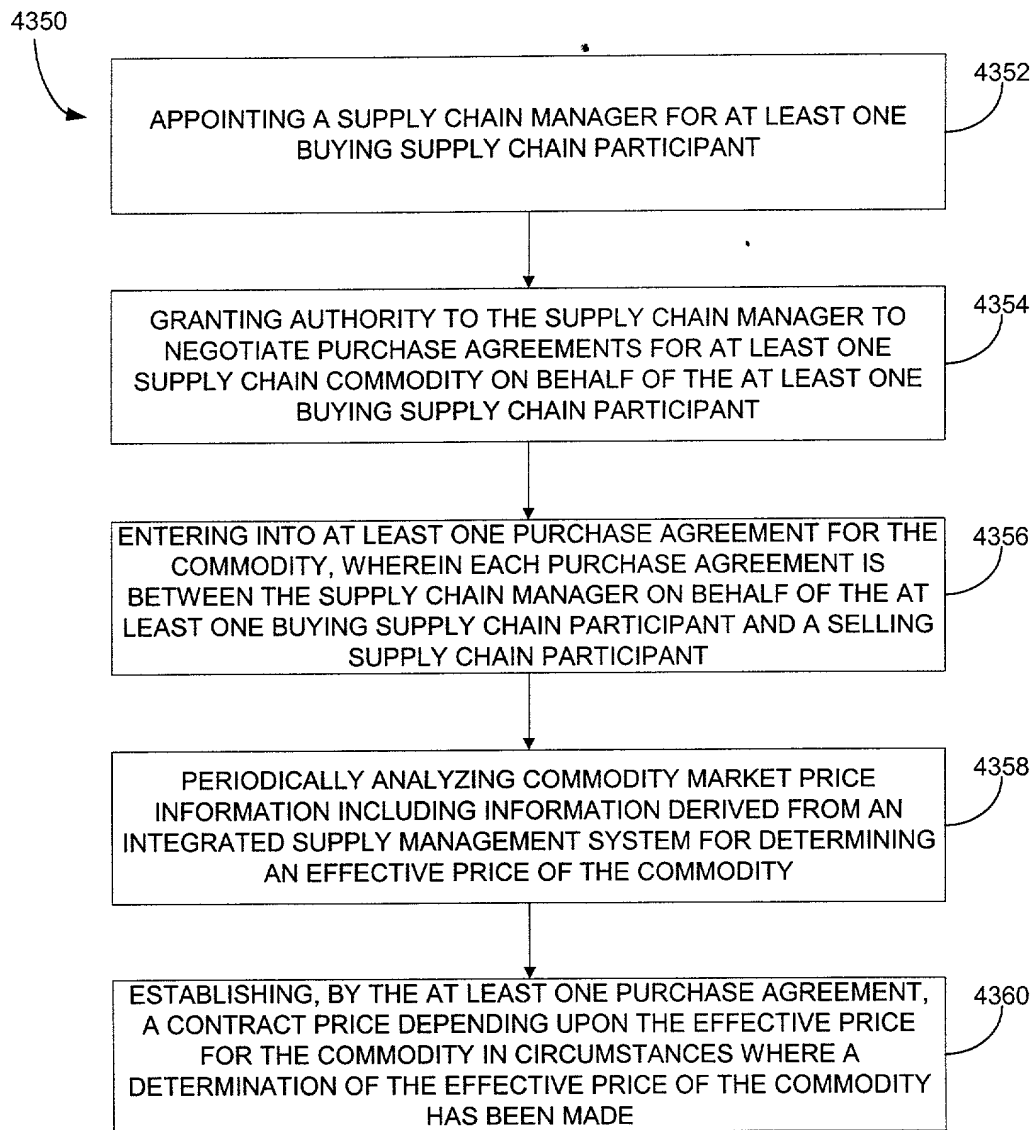 4350
4352
APPOINTING A SUPPLY CHAIN MANAGER FOR AT LEAST ONE
BUYING SUPPLY CHAIN PARTICIPANT
4354
GRANTING AUTHORITY TO THE SUPPLY CHAIN MANAGER TO
NEGOTIATE PURCHASE AGREEMENTS FOR AT LEAST ONE
SUPPLY CHAIN COMMODITY ON BEHALF OF THE AT LEAST ONE
BUYING SUPPLY CHAIN PARTICIPANT
4356
ENTERING INTO AT LEAST ONE PURCHASE AGREEMENT FOR THE
COMMODITY, WHEREIN EACH PURCHASE AGREEMENT IS
BETWEEN THE SUPPLY CHAIN MANAGER ON BEHALF OF THE AT
LEAST ONE BUYING SUPPLY CHAIN PARTICIPANT AND A SELLING
SUPPLY CHAIN PARTICIPANT
4358
PERIODICALLY ANALYZING COMMODITY MARKET PRICE
INFORMATION INCLUDING INFORMATION DERIVED FROM AN
INTEGRATED SUPPLY MANAGEMENT SYSTEM FOR DETERMINING
AN EFFECTIVE PRICE OF THE COMMODITY
4360
ESTABLISHING, BY THE AT LEAST ONE PURCHASE AGREEMENT,
A CONTRACT PRICE DEPENDING UPON THE EFFECTIVE PRICE
FOR THE COMMODITY IN CIRCUMSTANCES WHERE A
DETERMINATION OF THE EFFECTIVE PRICE OF THE COMMODITY
HAS BEEN MADE